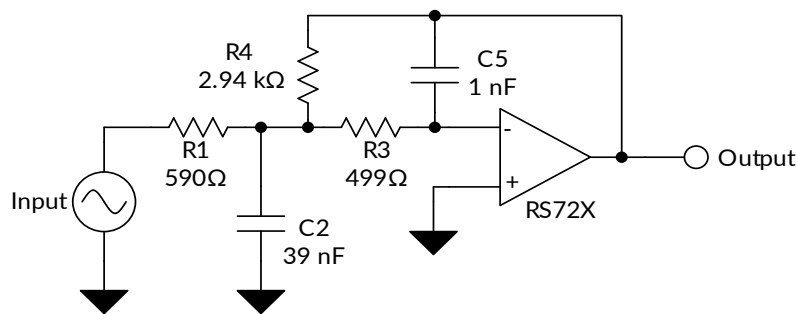 R4
2.94 kΩ
C5
1 nF
R1
590Ω
R3
499Ω
-
+
Input
Output
RS72X
C2
39 nF